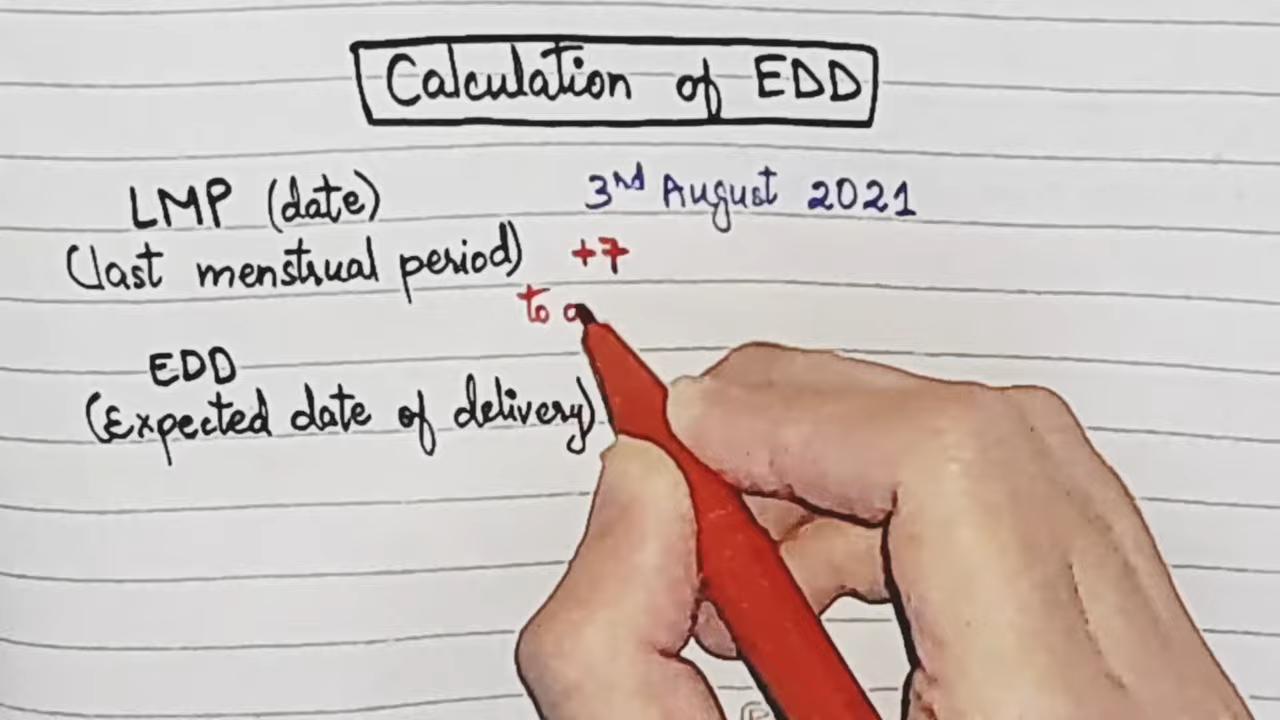 Calculation of EDD
LMP (date) 3rd August 2021
(last menstrual period) +7
to
EDD
(Expected date of delivery)